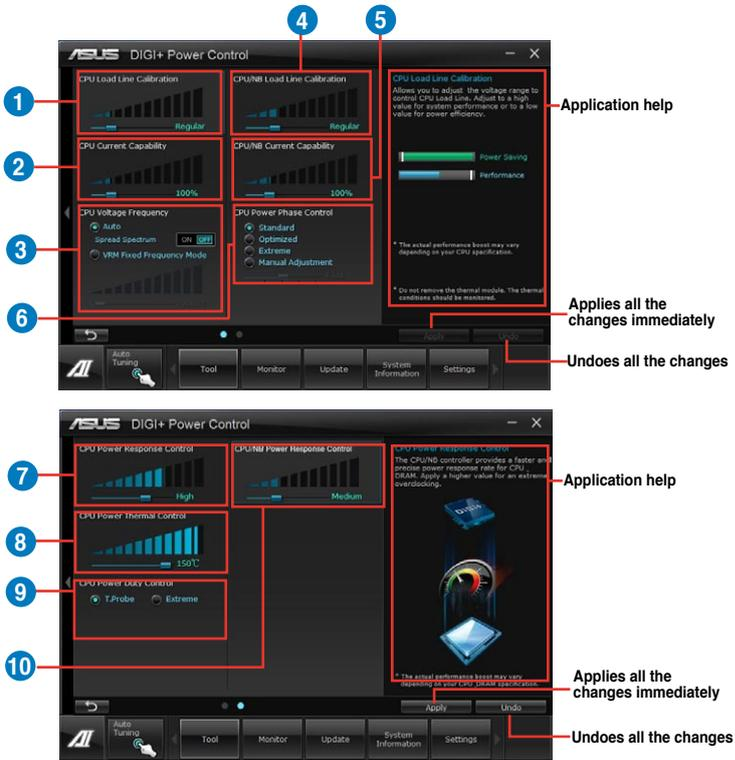 4
5
ASUS DIGI+ Power Control
1
CPU Load Line Calibration
Regular
CPU/NB Load Line Calibration
Regular
CPU Load Line Calibration
Allows you to adjust the voltage range to
control CPU Load Line. Adjust to a high
value for system performance or to a low
value for power efficiency.
Power Saving
Performance
* The actual performance boost may vary
depending on your CPU specification.
* Do not remove the thermal module. The thermal
conditions should be monitored.
Application help
2
CPU Current Capability
100%
CPU/NB Current Capability
100%
3
CPU Voltage Frequency
Auto
Spread Spectrum ON OFF
VRM Fixed Frequency Mode
6
CPU Power Phase Control
Standard
Optimized
Extreme
Manual Adjustment
Apply
Undo
Applies all the
changes immediately
Undoes all the changes
AI
Auto
Tuning
Tool
Monitor
Update
System
Information
Settings
ASUS DIGI+ Power Control
7
CPU Power Response Control
High
CPU/NB Power Response Control
Medium
CPU Power Response Control
The CPU/NB controller provides a faster and
precise power response rate for CPU ,
DRAM. Apply a higher value for an extreme
overclocking.
DIGI+
* The actual performance boost may vary
depending on your CPU ,DRAM specification.
Application help
8
CPU Power Thermal Control
150℃
9
CPU Power Duty Control
T.Probe
Extreme
10
Apply
Undo
Applies all the
changes immediately
Undoes all the changes
AI
Auto
Tuning
Tool
Monitor
Update
System
Information
Settings